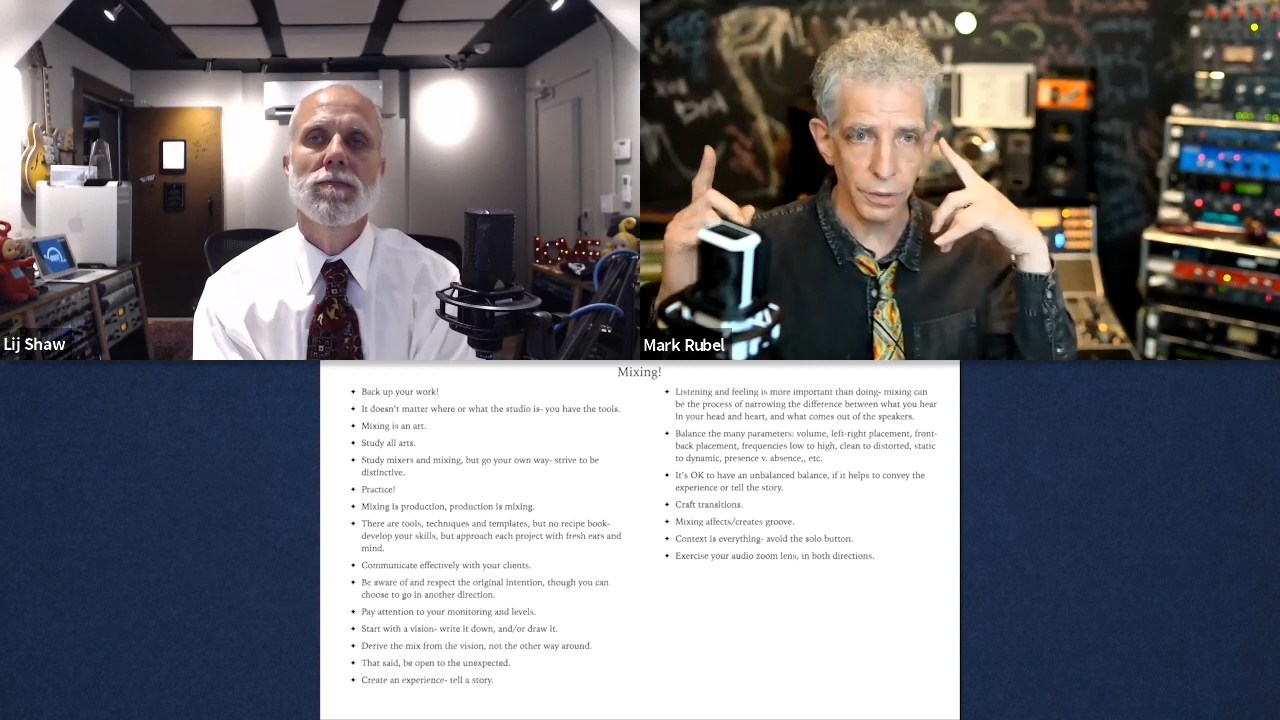 Lij Shaw
Mark Rubel
Mixing!
✦ Back up your work!
✦ It doesn't matter where or what the studio is- you have the tools.
✦ Mixing is an art.
✦ Study all arts.
✦ Study mixers and mixing, but go your own way- strive to be
distinctive.
✦ Practice!
✦ Mixing is production, production is mixing.
✦ There are tools, techniques and templates, but no recipe book-
develop your skills, but approach each project with fresh ears and
mind.
✦ Communicate effectively with your clients.
✦ Be aware of and respect the original intention, though you can
choose to go in another direction.
✦ Pay attention to your monitoring and levels.
✦ Start with a vision- write it down, and/or draw it.
✦ Derive the mix from the vision, not the other way around.
✦ That said, be open to the unexpected.
✦ Create an experience- tell a story.
✦ Listening and feeling is more important than doing- mixing can
be the process of narrowing the difference between what you hear
in your head and heart, and what comes out of the speakers.
✦ Balance the many parameters: volume, left-right placement, front-
back placement, frequencies low to high, clean to distorted, static
to dynamic, presence v. absence,, etc.
✦ It's OK to have an unbalanced balance, if it helps to convey the
experience or tell the story.
✦ Craft transitions.
✦ Mixing affects/creates groove.
✦ Context is everything- avoid the solo button.
✦ Exercise your audio zoom lens, in both directions.